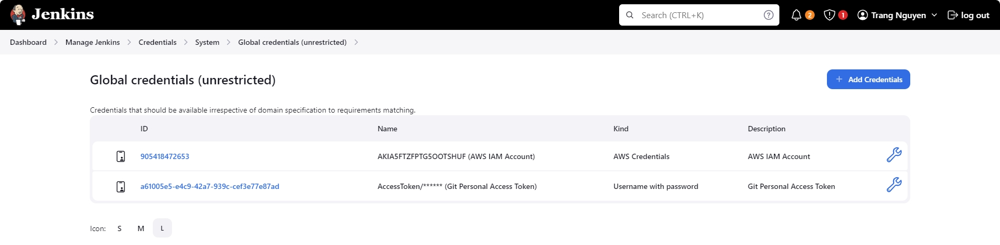 Jenkins
Search (CTRL+K)
2
1
Trang Nguyen
log out
Dashboard
Manage Jenkins
Credentials
System
Global credentials (unrestricted)
Global credentials (unrestricted)
+ Add Credentials
Credentials that should be available irrespective of domain specification to requirements matching.
ID Name Kind Description
905418472653 AKIA5FTZFPTG5OOTSHUF (AWS IAM Account) AWS Credentials AWS IAM Account
a61005e5-e4c9-42a7-939c-cef3e77e87ad AccessToken/****** (Git Personal Access Token) Username with password Git Personal Access Token
Icon: S M L